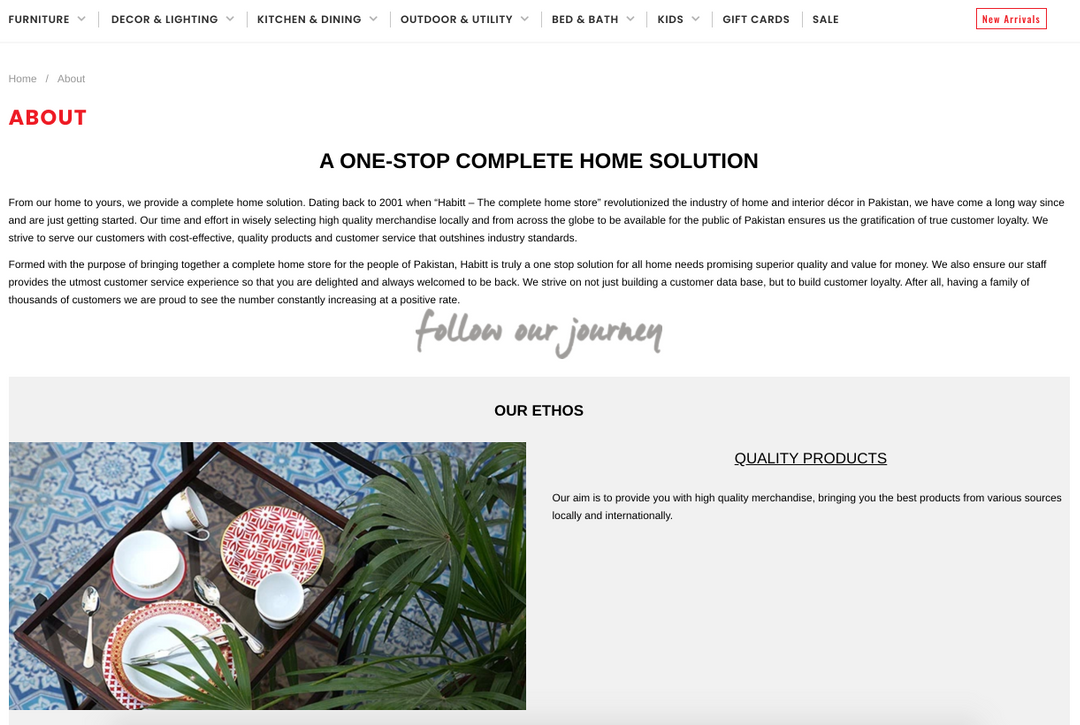 FURNITURE DECOR & LIGHTING KITCHEN & DINING OUTDOOR & UTILITY BED & BATH KIDS GIFT CARDS SALE New Arrivals
Home / About
ABOUT
A ONE-STOP COMPLETE HOME SOLUTION
From our home to yours, we provide a complete home solution. Dating back to 2001 when “Habitt – The complete home store” revolutionized the industry of home and interior décor in Pakistan, we have come a long way since
and are just getting started. Our time and effort in wisely selecting high quality merchandise locally and from across the globe to be available for the public of Pakistan ensures us the gratification of true customer loyalty. We
strive to serve our customers with cost-effective, quality products and customer service that outshines industry standards.
Formed with the purpose of bringing together a complete home store for the people of Pakistan, Habitt is truly a one stop solution for all home needs promising superior quality and value for money. We also ensure our staff
provides the utmost customer service experience so that you are delighted and always welcomed to be back. We strive on not just building a customer data base, but to build customer loyalty. After all, having a family of
thousands of customers we are proud to see the number constantly increasing at a positive rate.
follow our journey
OUR ETHOS
QUALITY PRODUCTS
Our aim is to provide you with high quality merchandise, bringing you the best products from various sources
locally and internationally.